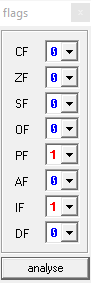 flags
CF 0
ZF 0
SF 0
OF 0
PF 1
AF 0
IF 1
DF 0
analyse